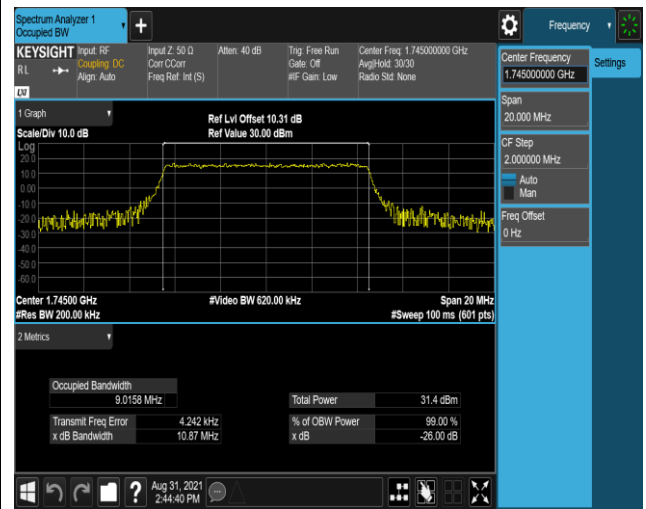 Spectrum Analyzer 1
Occupied BW
Frequency
KEYSIGHT
RL
LXI
Input: RF
Coupling: DC
Align: Auto
Input Z: 50 Ω
Corr CCorr
Freq Ref: Int (S)
Atten: 40 dB
Trig: Free Run
Gate: Off
#IF Gain: Low
Center Freq: 1.745000000 GHz
Avg|Hold: 30/30
Radio Std: None
Center Frequency
1.745000000 GHz
Settings
Span
20.000 MHz
CF Step
2.000000 MHz
Auto
Man
Freq Offset
0 Hz
1 Graph
Scale/Div 10.0 dB
Ref Lvl Offset 10.31 dB
Ref Value 30.00 dBm
Log
20.0
10.0
0.00
-10.0
-20.0
-30.0
-40.0
-50.0
-60.0
Center 1.74500 GHz
#Res BW 200.00 kHz
#Video BW 620.00 kHz
Span 20 MHz
#Sweep 100 ms (601 pts)
2 Metrics
Occupied Bandwidth
9.0158 MHz
Total Power 31.4 dBm
Transmit Freq Error 4.242 kHz
% of OBW Power 99.00 %
x dB Bandwidth 10.87 MHz
x dB -26.00 dB
?
Aug 31, 2021
2:44:40 PM